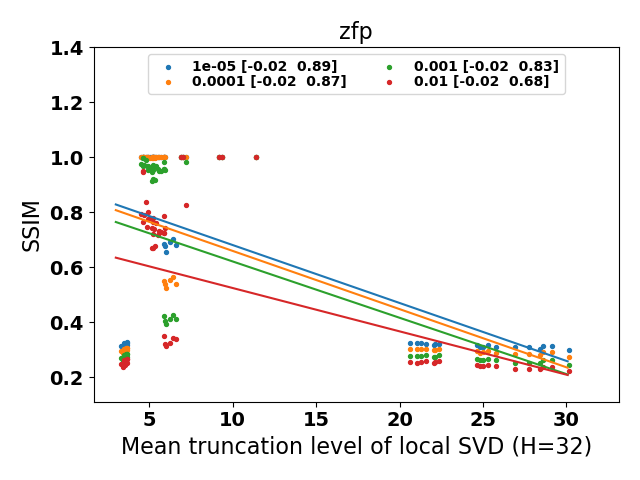 zfp
1e-05 [-0.02  0.89]
0.0001 [-0.02  0.87]
0.001 [-0.02  0.83]
0.01 [-0.02  0.68]
SSIM
1.4
1.2
1.0
0.8
0.6
0.4
0.2
5 10 15 20 25 30
Mean truncation level of local SVD (H=32)